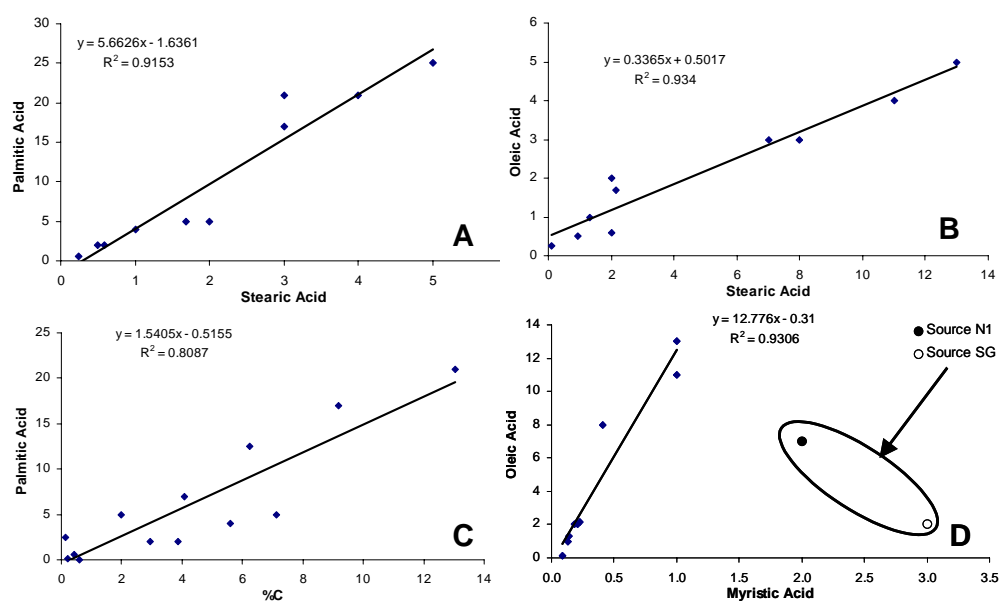 30
25
20
15
10
5
0
Palmitic Acid
y = 5.6626x - 1.6361
R² = 0.9153
A
0 1 2 3 4 5
Stearic Acid
6
5
4
3
2
1
0
Oleic Acid
y = 0.3365x + 0.5017
R² = 0.934
B
0 2 4 6 8 10 12 14
Stearic Acid
25
20
15
10
5
0
Palmitic Acid
y = 1.5405x - 0.5155
R² = 0.8087
C
0 2 4 6 8 10 12 14
%C
14
12
10
8
6
4
2
0
Oleic Acid
y = 12.776x - 0.31
R² = 0.9306
Source N1
Source SG
D
0.0 0.5 1.0 1.5 2.0 2.5 3.0 3.5
Myristic Acid